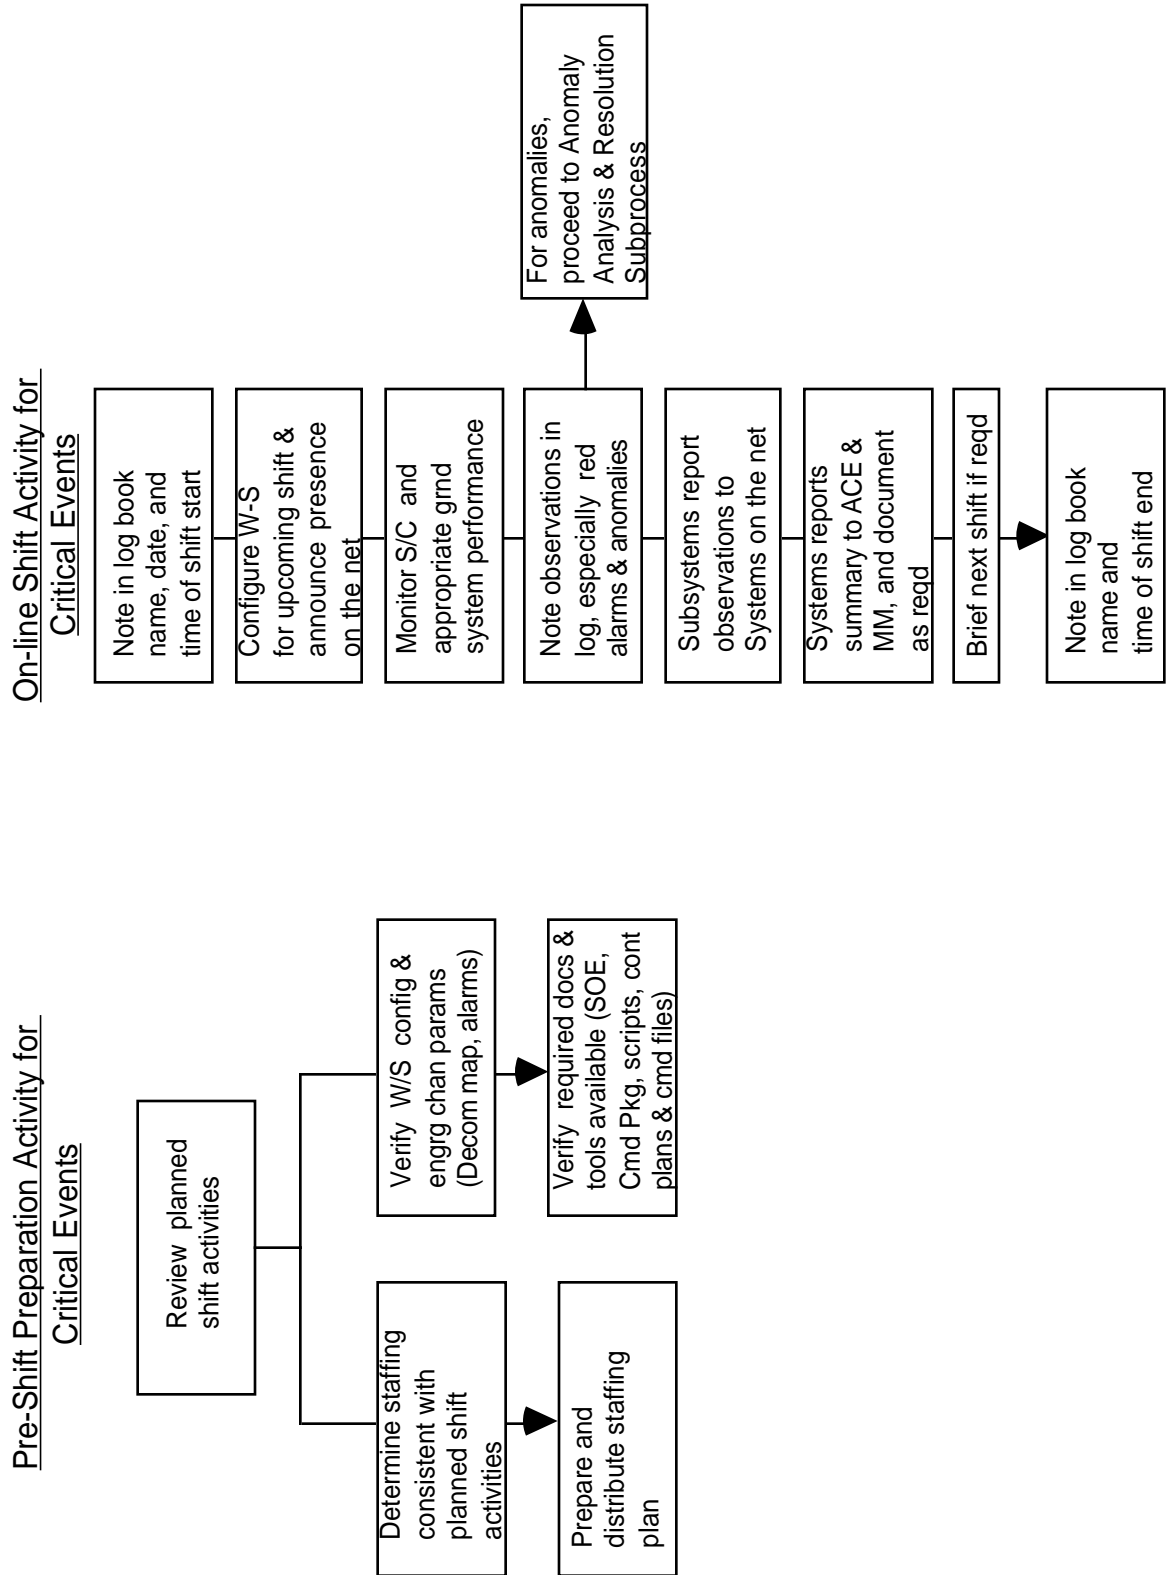 Pre-Shift Preparation Activity for
Critical Events
Review planned
shift activities
Determine staffing
consistent with
planned shift
activities
Prepare and
distribute staffing
plan
Verify W/S config &
engrg chan params
(Decom map, alarms)
Verify required docs &
tools available (SOE,
Cmd Pkg, scripts, cont
plans & cmd files)
On-line Shift Activity for
Critical Events
Note in log book
name, date, and
time of shift start
Configure W-S
for upcoming shift &
announce presence
on the net
Monitor S/C and
appropriate grnd
system performance
Note observations in
log, especially red
alarms & anomalies
For anomalies,
proceed to Anomaly
Analysis & Resolution
Subprocess
Subsystems report
observations to
Systems on the net
Systems reports
summary to ACE &
MM, and document
as reqd
Brief next shift if reqd
Note in log book
name and
time of shift end